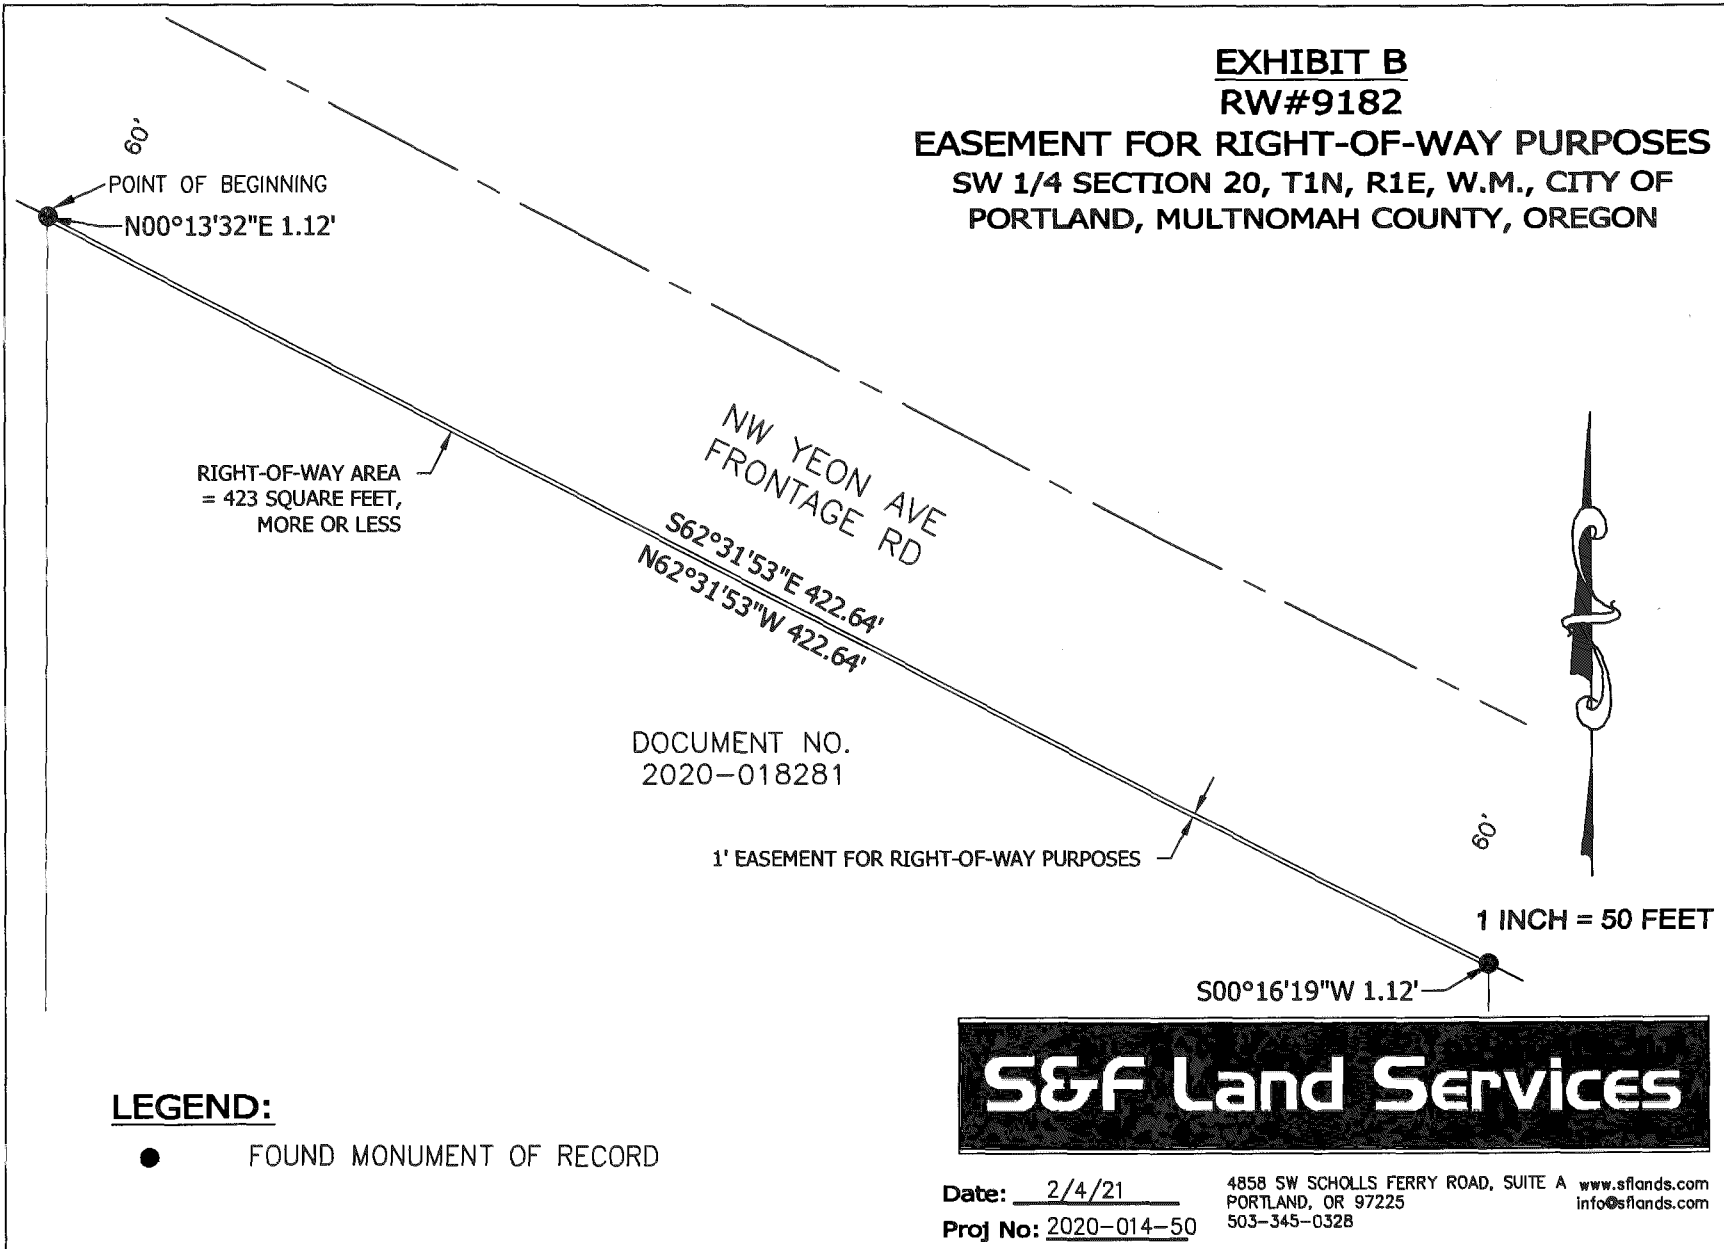 EXHIBIT B
RW#9182
EASEMENT FOR RIGHT-OF-WAY PURPOSES
SW 1/4 SECTION 20, T1N, R1E, W.M., CITY OF
PORTLAND, MULTNOMAH COUNTY, OREGON
60'
POINT OF BEGINNING
N00°13'32"E 1.12'
RIGHT-OF-WAY AREA
= 423 SQUARE FEET,
MORE OR LESS
NW YEON AVE
FRONTAGE RD
S62°31'53"E 422.64'
N62°31'53"W 422.64'
DOCUMENT NO.
2020-018281
1' EASEMENT FOR RIGHT-OF-WAY PURPOSES
60'
1 INCH = 50 FEET
S00°16'19"W 1.12'
S&F Land Services
LEGEND:
FOUND MONUMENT OF RECORD
Date: 2/4/21
Proj No: 2020-014-50
4858 SW SCHOLLS FERRY ROAD, SUITE A
PORTLAND, OR 97225
503-345-0328
www.sflands.com
info@sflands.com